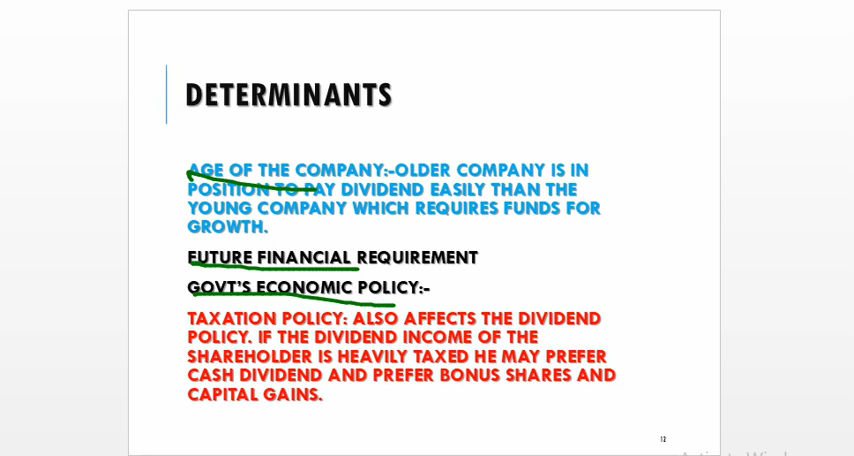 DETERMINANTS
AGE OF THE COMPANY:-OLDER COMPANY IS IN
POSITION TO PAY DIVIDEND EASILY THAN THE
YOUNG COMPANY WHICH REQUIRES FUNDS FOR
GROWTH.
FUTURE FINANCIAL REQUIREMENT
GOVT'S ECONOMIC POLICY:-
TAXATION POLICY: ALSO AFFECTS THE DIVIDEND
POLICY. IF THE DIVIDEND INCOME OF THE
SHAREHOLDER IS HEAVILY TAXED HE MAY PREFER
CASH DIVIDEND AND PREFER BONUS SHARES AND
CAPITAL GAINS.
12